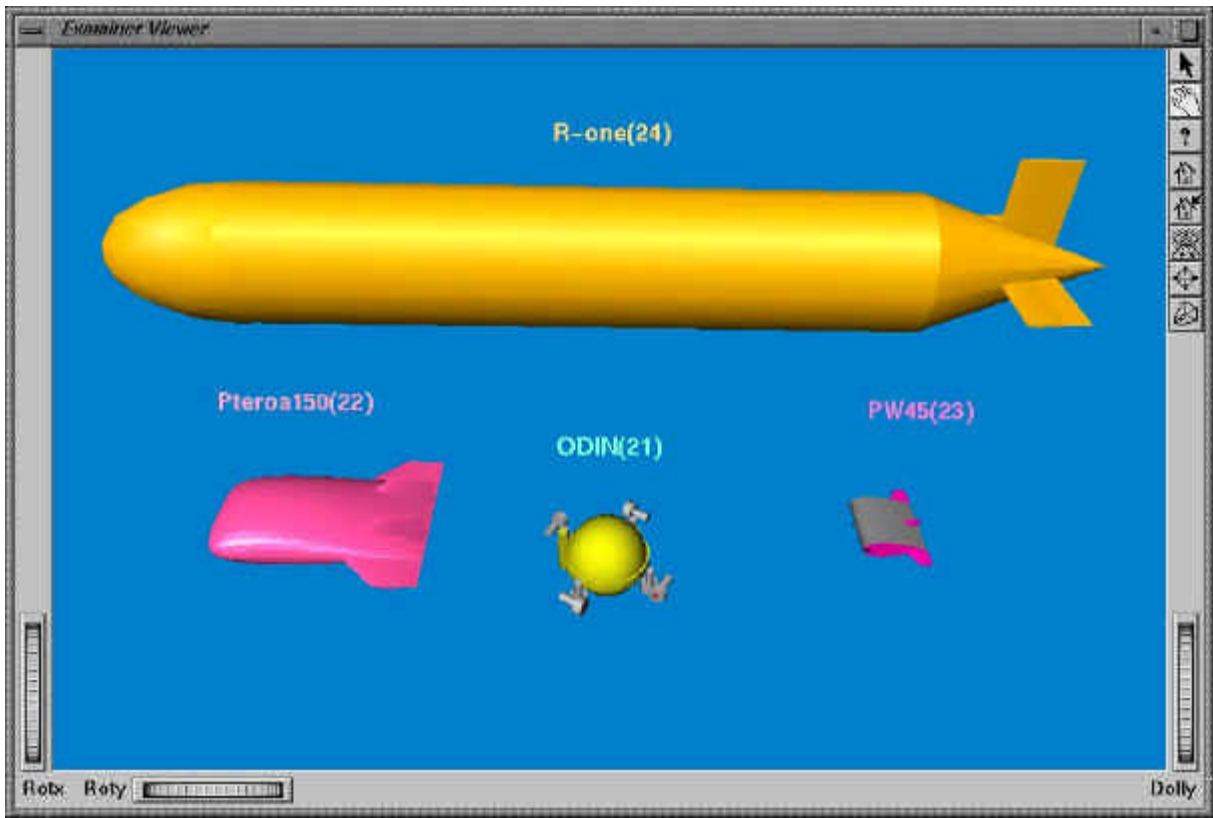 Examiner Viewer
R-one(24)
Pteroa150(22)
PW45(23)
ODIN(21)
Rotx Roty
Dolly